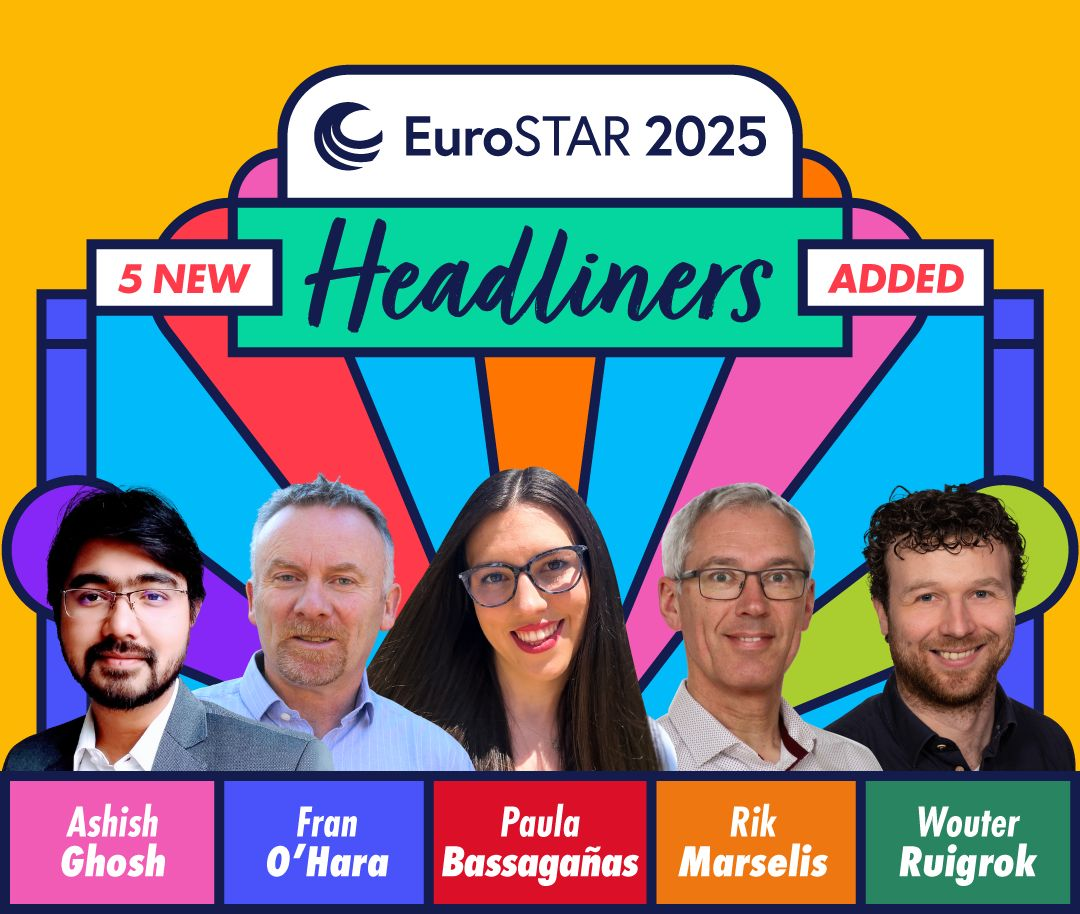 EuroSTAR 2025
5 NEW
Headliners
ADDED
Ashish
Ghosh
Fran
O’Hara
Paula
Bassagañas
Rik
Marselis
Wouter
Ruigrok